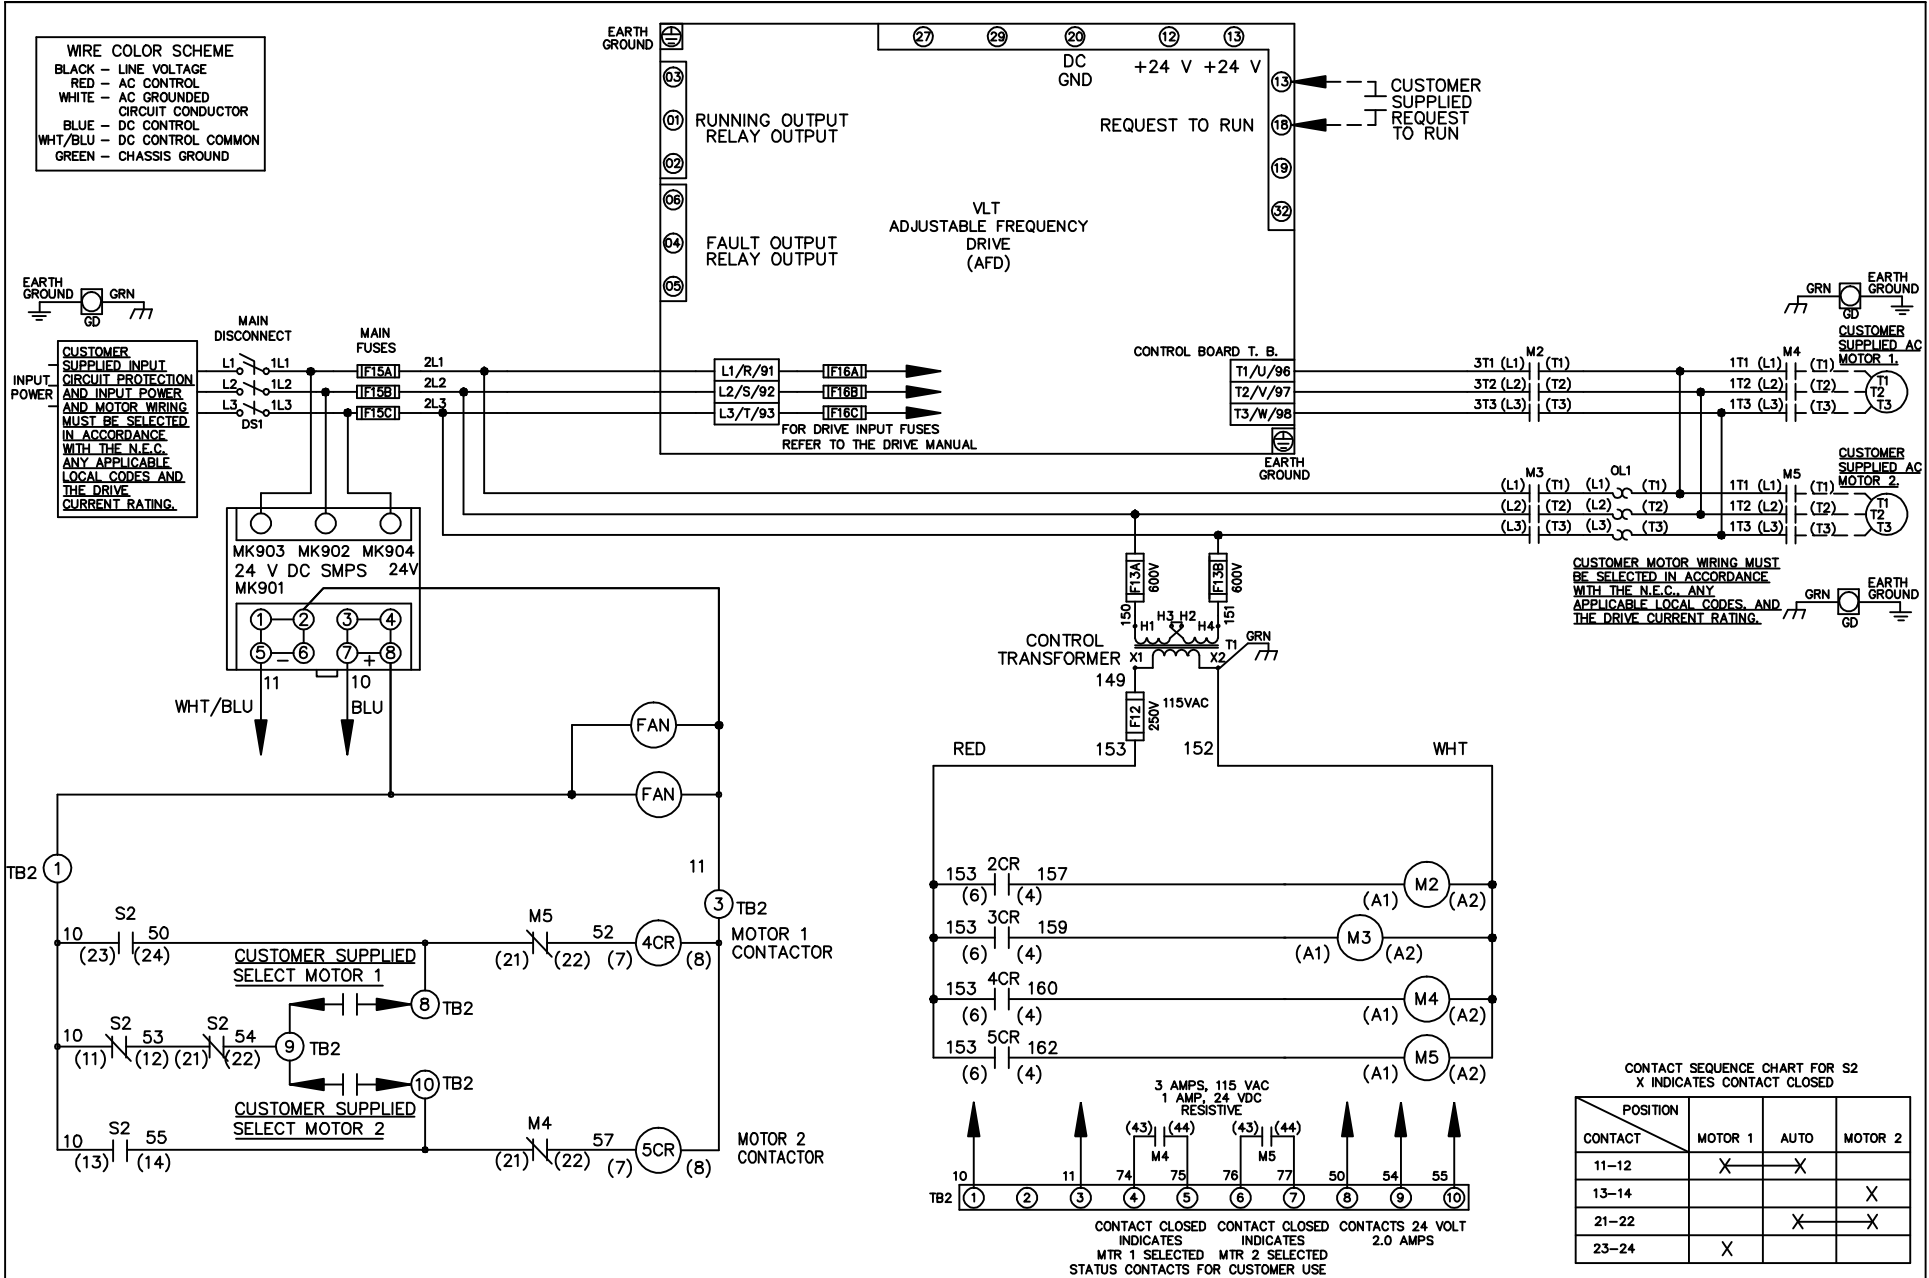 WIRE COLOR SCHEME
BLACK – LINE VOLTAGE
RED – AC CONTROL
WHITE – AC GROUNDED
CIRCUIT CONDUCTOR
BLUE – DC CONTROL
WHT/BLU – DC CONTROL COMMON
GREEN – CHASSIS GROUND
EARTH
GROUND
27 29 20 12 13
DC
GND
+24 V +24 V
03
01
02
RUNNING OUTPUT
RELAY OUTPUT
06
04
05
FAULT OUTPUT
RELAY OUTPUT
13
REQUEST TO RUN 18
19
32
CUSTOMER
SUPPLIED
REQUEST
TO RUN
VLT
ADJUSTABLE FREQUENCY
DRIVE
(AFD)
EARTH
GROUND
GRN
GD
INPUT
POWER
CUSTOMER
SUPPLIED INPUT
CIRCUIT PROTECTION
AND INPUT POWER
AND MOTOR WIRING
MUST BE SELECTED
IN ACCORDANCE
WITH THE N.E.C.
ANY APPLICABLE
LOCAL CODES AND
THE DRIVE
CURRENT RATING.
MAIN
DISCONNECT
L1 1L1
L2 1L2
L3 1L3
DS1
MAIN
FUSES
F15A 2L1
F15B 2L2
F15C 2L3
L1/R/91 F16A
L2/S/92 F16B
L3/T/93 F16C
FOR DRIVE INPUT FUSES
REFER TO THE DRIVE MANUAL
CONTROL BOARD T. B.
T1/U/96
T2/V/97
T3/W/98
EARTH
GROUND
M2
3T1 (L1) (T1)
3T2 (L2) (T2)
3T3 (L3) (T3)
M4
1T1 (L1) (T1)
1T2 (L2) (T2)
1T3 (L3) (T3)
GRN
GD
EARTH
GROUND
CUSTOMER
SUPPLIED AC
MOTOR 1.
T1
T2
T3
M3
(L1) (T1)
(L2) (T2)
(L3) (T3)
OL1
(L1) (T1)
(L2) (T2)
(L3) (T3)
M5
1T1 (L1) (T1)
1T2 (L2) (T2)
1T3 (L3) (T3)
CUSTOMER
SUPPLIED AC
MOTOR 2.
T1
T2
T3
CUSTOMER MOTOR WIRING MUST
BE SELECTED IN ACCORDANCE
WITH THE N.E.C., ANY
APPLICABLE LOCAL CODES, AND
THE DRIVE CURRENT RATING.
GRN
GD
EARTH
GROUND
MK903 MK902 MK904
24 V DC SMPS 24V
MK901
1 2 3 4
5 – 6 7 + 8
11 10
WHT/BLU BLU
FAN
FAN
F13A 600V
F13B 600V
150 151
H1 H3 H2 H4
CONTROL
TRANSFORMER
X1 X2 T1
GRN
149
F12 250V
115VAC
153 152
RED WHT
TB2 1
11
3 TB2
S2
10 50
(23) (24)
M5
(21) (22)
52
(7) 4CR (8)
MOTOR 1
CONTACTOR
CUSTOMER SUPPLIED
SELECT MOTOR 1
8 TB2
S2 S2
10 53 54
(11) (12) (21) (22)
9 TB2
10 TB2
CUSTOMER SUPPLIED
SELECT MOTOR 2
S2
10 55
(13) (14)
M4
(21) (22)
57
(7) 5CR (8)
MOTOR 2
CONTACTOR
2CR
153 157
(6) (4)
(A1) M2 (A2)
3CR
153 159
(6) (4)
(A1) M3 (A2)
4CR
153 160
(6) (4)
(A1) M4 (A2)
5CR
153 162
(6) (4)
(A1) M5 (A2)
3 AMPS, 115 VAC
1 AMP, 24 VDC
RESISTIVE
(43) (44) (43) (44)
M4 M5
10 11 74 75 76 77 50 54 55
TB2 1 2 3 4 5 6 7 8 9 10
CONTACT CLOSED CONTACT CLOSED CONTACTS 24 VOLT
INDICATES INDICATES 2.0 AMPS
MTR 1 SELECTED MTR 2 SELECTED
STATUS CONTACTS FOR CUSTOMER USE
CONTACT SEQUENCE CHART FOR S2
X INDICATES CONTACT CLOSED
POSITION
CONTACT MOTOR 1 AUTO MOTOR 2
11–12 X X
13–14 X
21–22 X X
23–24 X